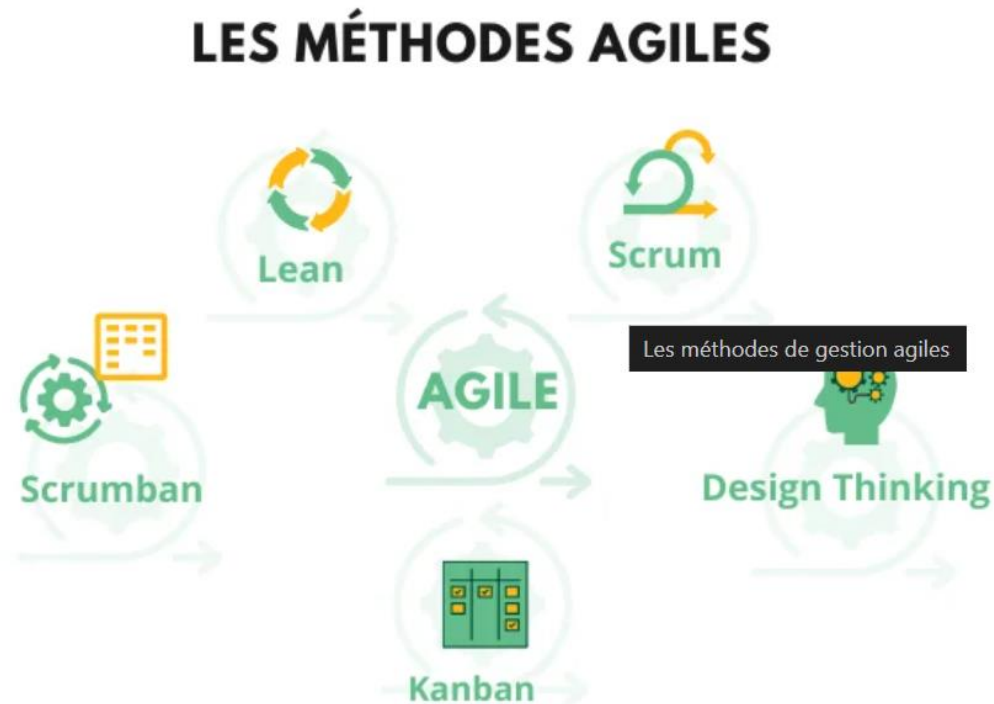 LES MÉTHODES AGILES
Lean
Scrum
Les méthodes de gestion agiles
AGILE
Scrumban
Design Thinking
Kanban